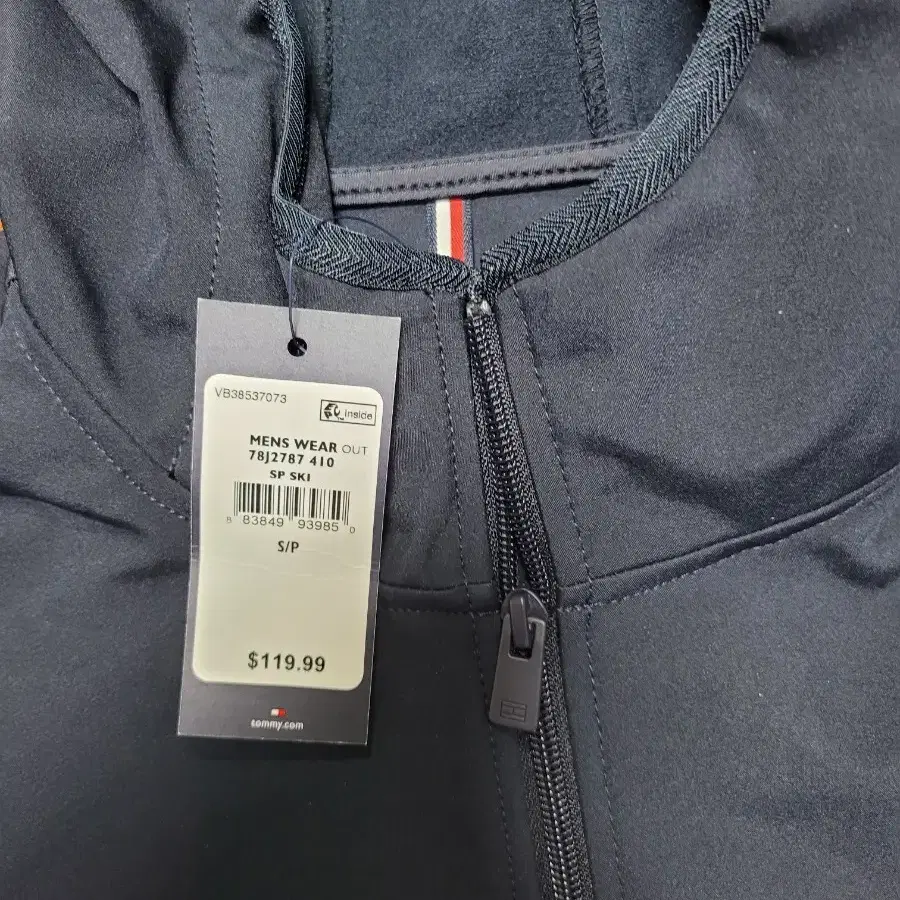 VB38537073
inside
MENS WEAR OUT
78J2787 410
SP SKI
8 83849 93985 0
S/P
$119.99
tommy.com